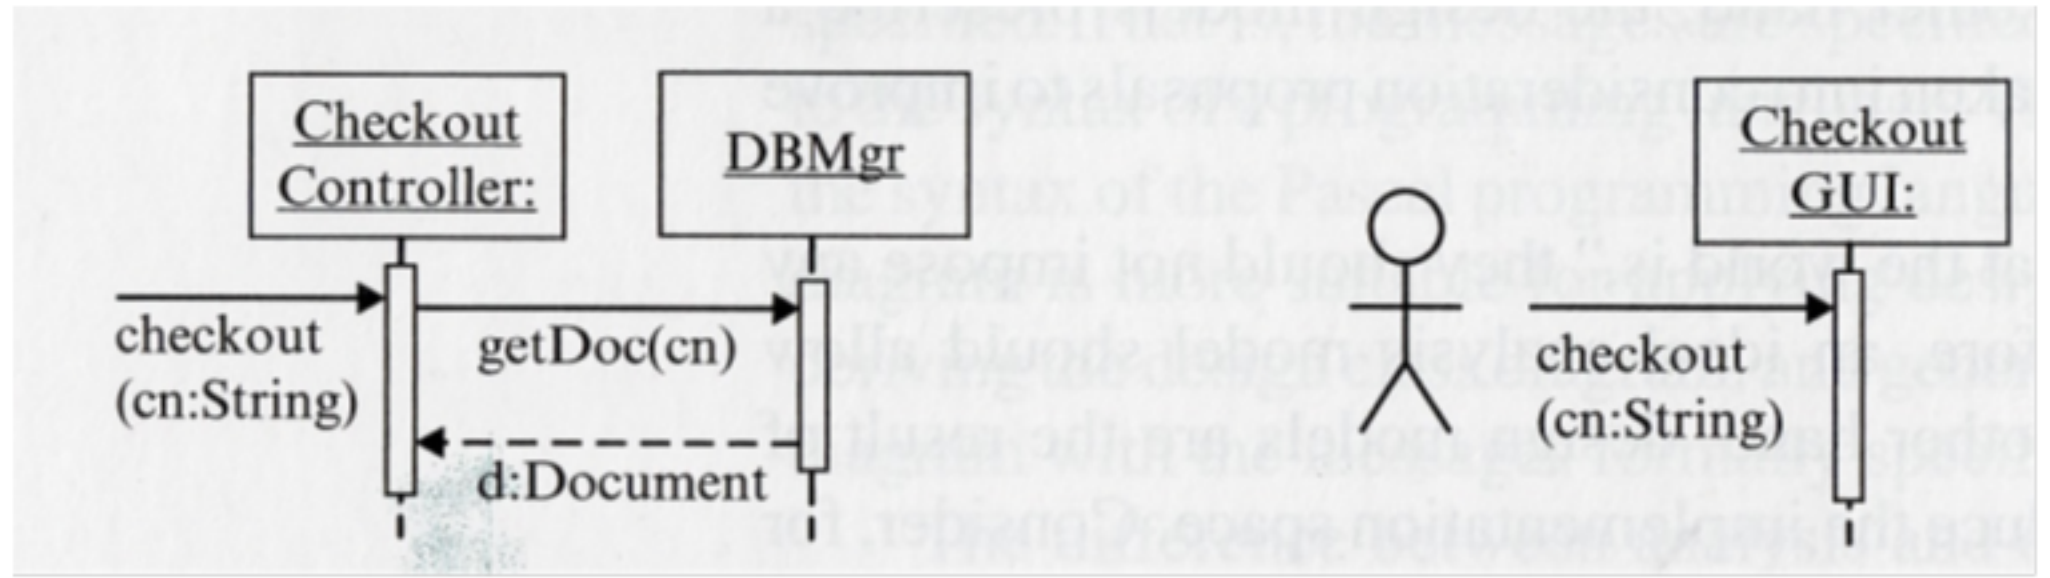 Checkout
Controller:
DBMgr
checkout
(cn:String)
getDoc(cn)
d:Document
Checkout
GUI:
checkout
(cn:String)